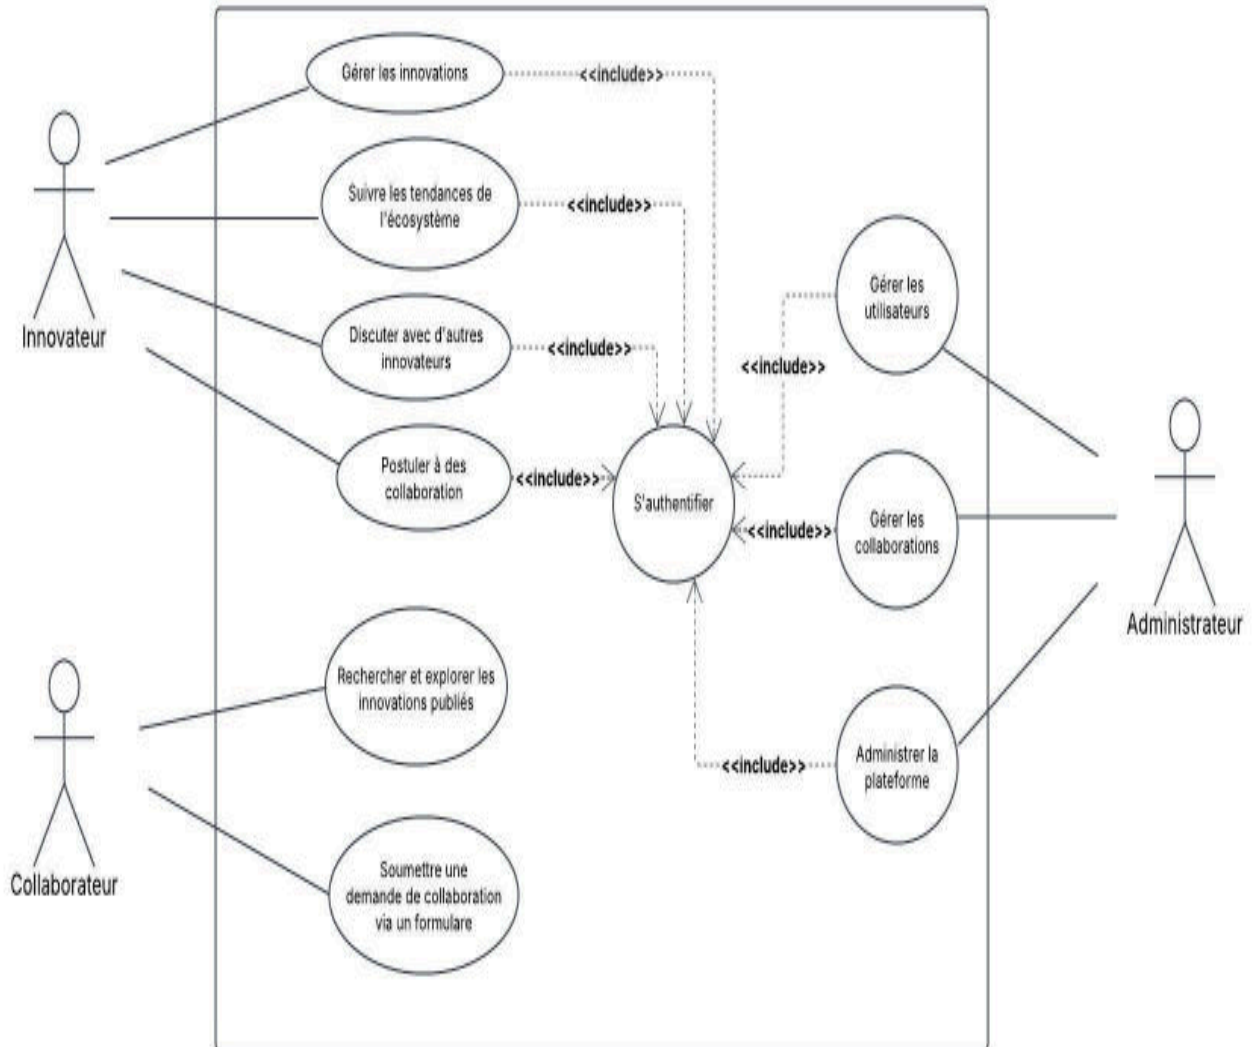 Gérer les innovations
<<include>>
Suivre les tendances de
l'écosystème
<<include>>
Innovateur
Discuter avec d'autres
innovateurs
<<include>>
Postuler à des
collaboration
<<include>>
S'authentifier
Gérer les
utilisateurs
<<include>>
Gérer les
collaborations
<<include>>
Administrateur
Rechercher et explorer les
innovations publiés
Administrer la
plateforme
<<include>>
Collaborateur
Soumettre une
demande de collaboration
via un formulare